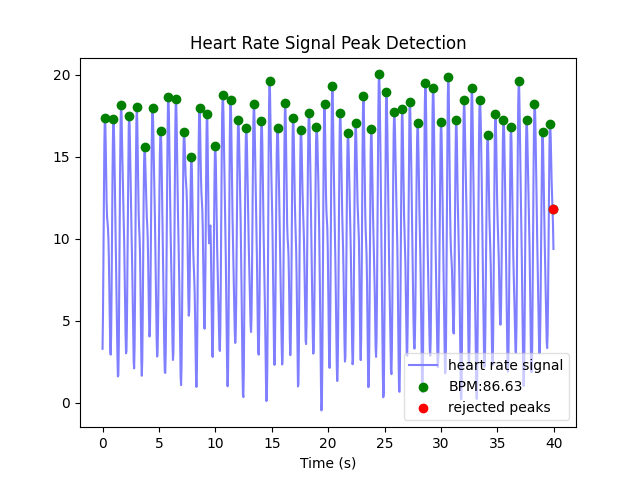 Heart Rate Signal Peak Detection
20
15
10
5
0
heart rate signal
BPM:86.63
rejected peaks
0 5 10 15 20 25 30 35 40
Time (s)